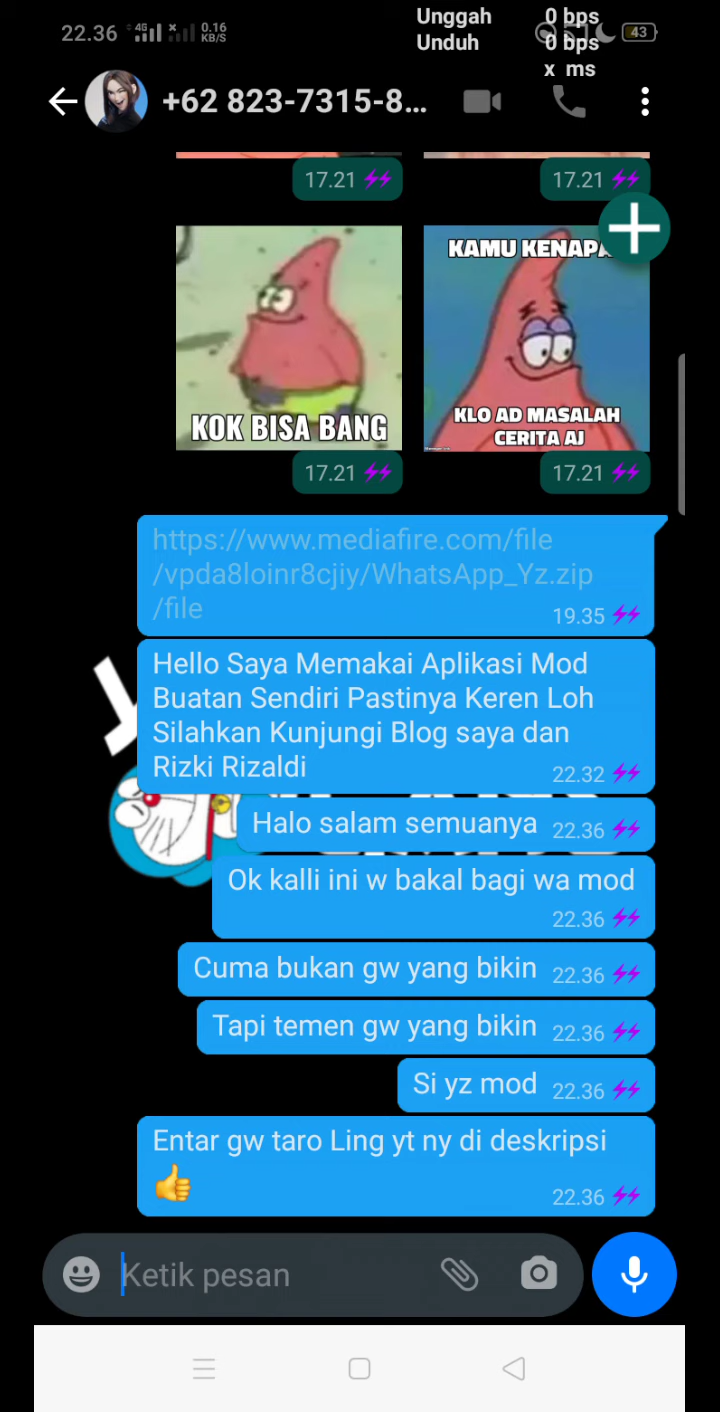 Unggah 0 bps
22.36 4G 0.16 KB/S 43
Unduh 0 bps
x ms
+62 823-7315-8...
17.21
17.21
KAMU KENAPA
KOK BISA BANG
KLO AD MASALAH
CERITA AJ
17.21
17.21
https://www.mediafire.com/file
/vpda8loinr8cjiy/WhatsApp_Yz.zip
/file
19.35
Hello Saya Memakai Aplikasi Mod
Buatan Sendiri Pastinya Keren Loh
Silahkan Kunjungi Blog saya dan
Rizki Rizaldi
22.32
Halo salam semuanya 22.36
Ok kalli ini w bakal bagi wa mod
22.36
Cuma bukan gw yang bikin 22.36
Tapi temen gw yang bikin 22.36
Si yz mod 22.36
Entar gw taro Ling yt ny di deskripsi
👍 22.36
Ketik pesan